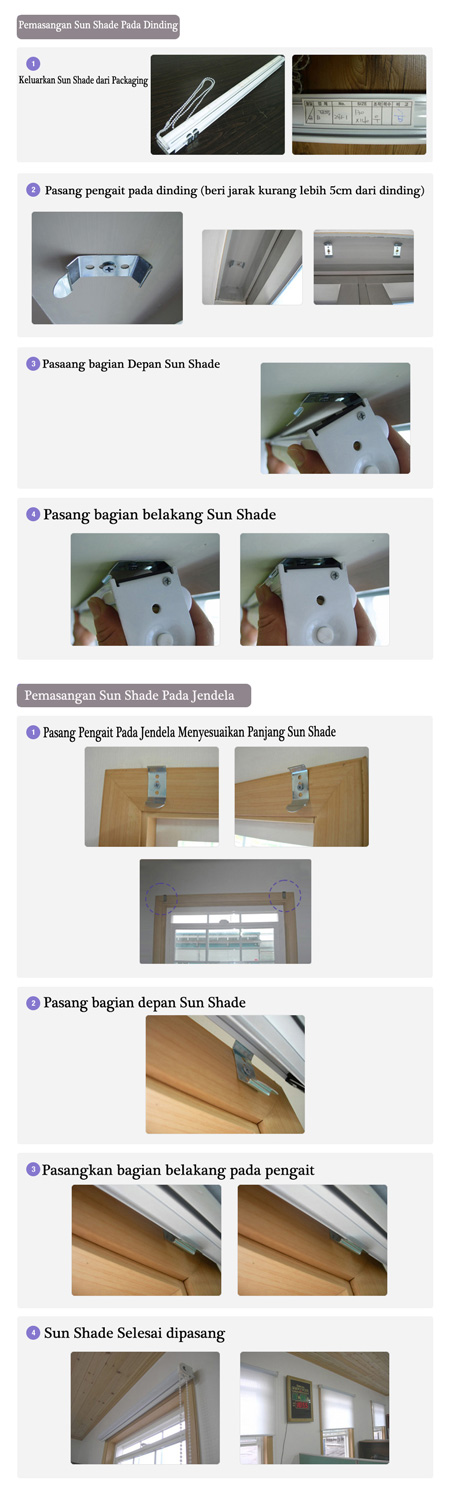 Pemasangan Sun Shade Pada Dinding
1
Keluarkan Sun Shade dari Packaging
2 Pasang pengait pada dinding (beri jarak kurang lebih 5cm dari dinding)
3 Pasaang bagian Depan Sun Shade
4 Pasang bagian belakang Sun Shade
Pemasangan Sun Shade Pada Jendela
1 Pasang Pengait Pada Jendela Menyesuaikan Panjang Sun Shade
2 Pasang bagian depan Sun Shade
3 Pasangkan bagian belakang pada pengait
4 Sun Shade Selesai dipasang